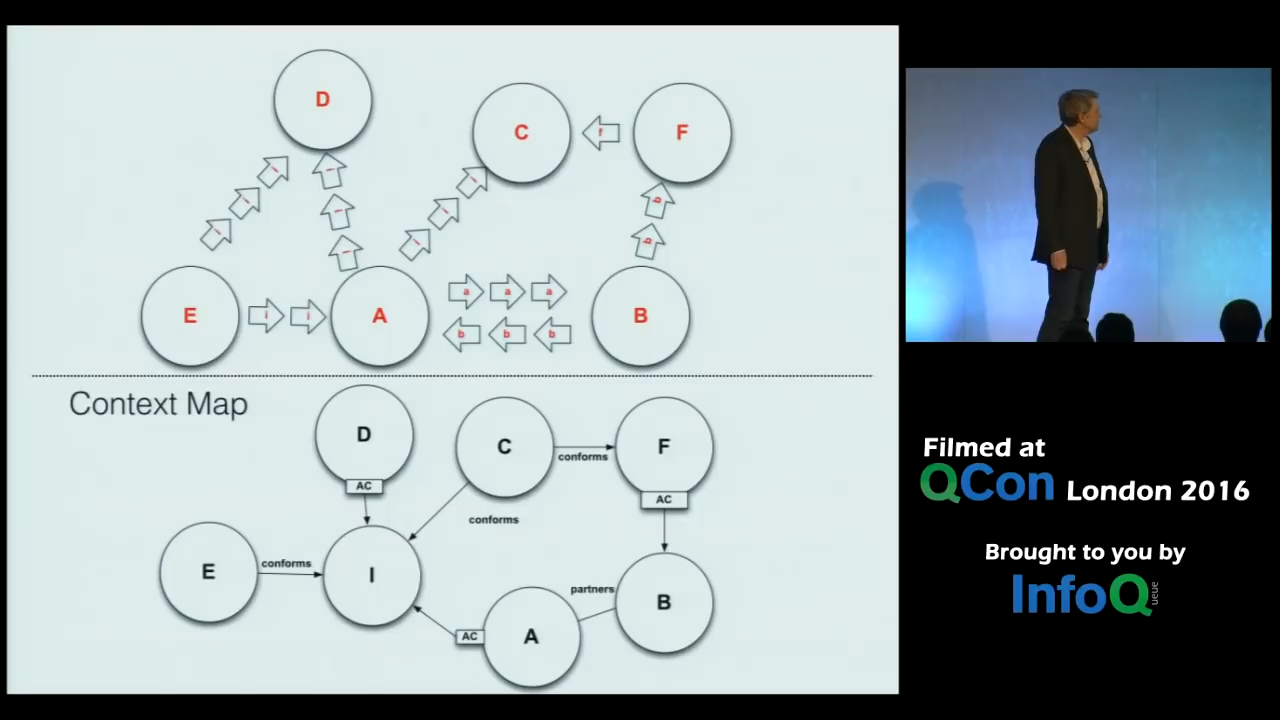 D
C
f
F
i
i
i
i
i
i
i
i
i
b
b
E
i
i
A
a
a
a
b
b
b
B
Context Map
D
AC
C
conforms
F
AC
conforms
E
conforms
I
AC
A
partners
B
Filmed at
QCon London 2016
Brought to you by
InfoQ
ueue